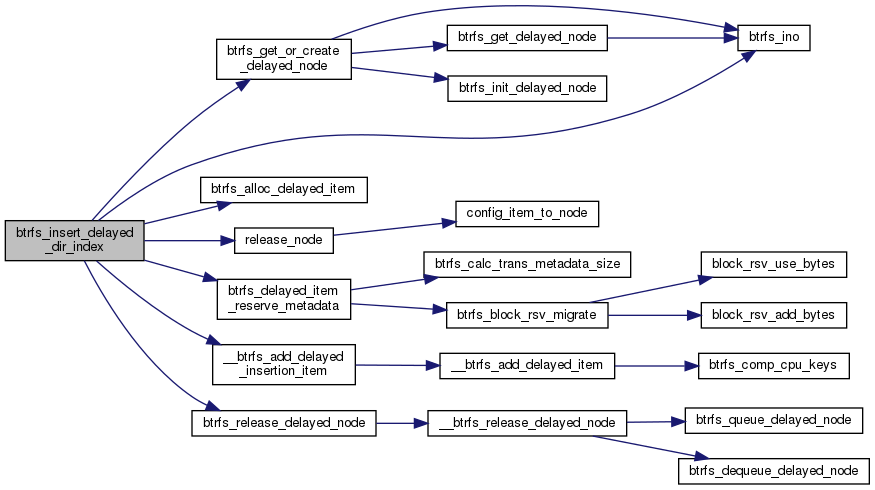 btrfs_insert_delayed
_dir_index
btrfs_get_or_create
_delayed_node
btrfs_get_delayed_node
btrfs_ino
btrfs_init_delayed_node
btrfs_alloc_delayed_item
release_node
config_item_to_node
btrfs_delayed_item
_reserve_metadata
btrfs_calc_trans_metadata_size
btrfs_block_rsv_migrate
block_rsv_use_bytes
block_rsv_add_bytes
__btrfs_add_delayed
_insertion_item
__btrfs_add_delayed_item
btrfs_comp_cpu_keys
btrfs_release_delayed_node
__btrfs_release_delayed_node
btrfs_queue_delayed_node
btrfs_dequeue_delayed_node